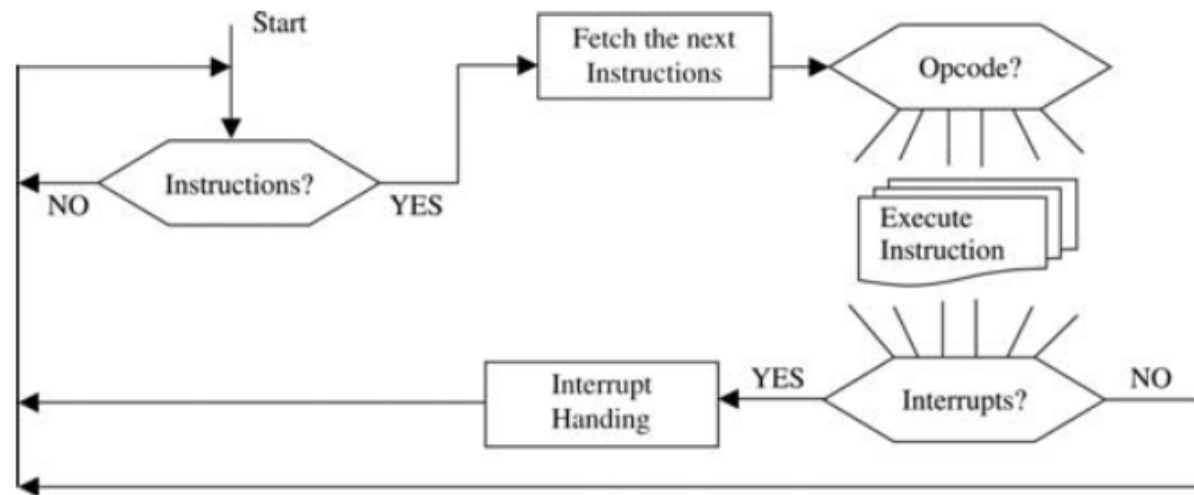 Start
Fetch the next
Instructions
Opcode?
Instructions?
NO
YES
Execute
Instruction
Interrupt
Handing
YES
Interrupts?
NO